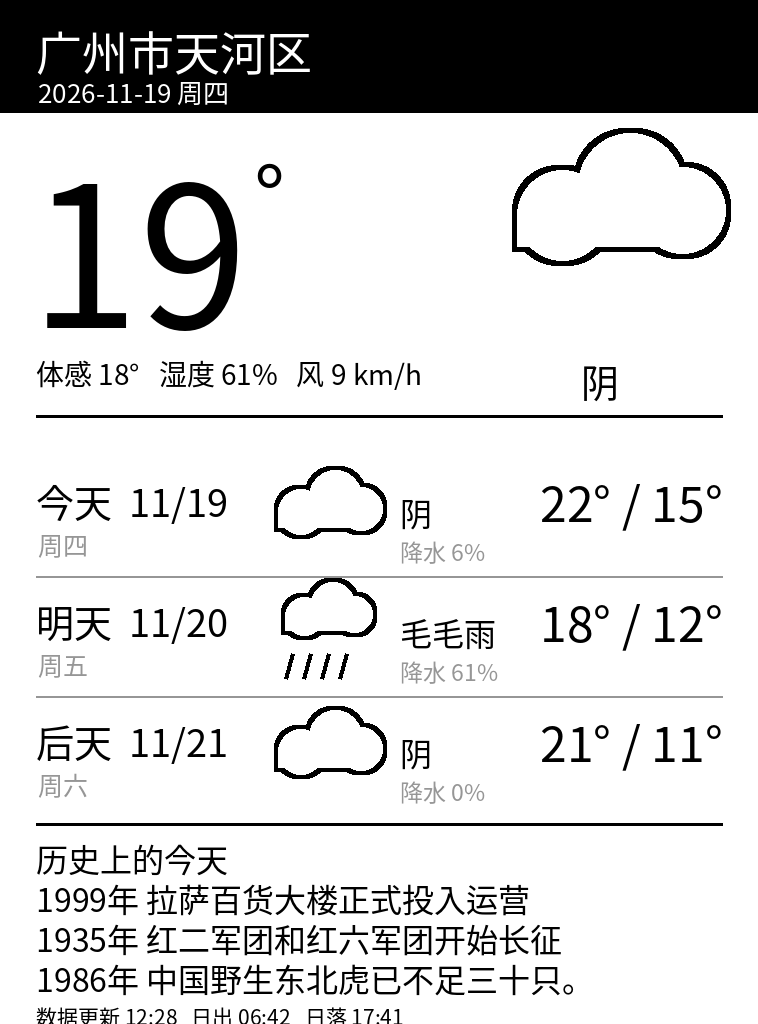 广州市天河区
2026-11-19 周四
19°
体感 18° 湿度 61% 风 9 km/h
阴
今天 11/19 阴 22° / 15°
周四 降水 6%
明天 11/20 毛毛雨 18° / 12°
周五 降水 61%
后天 11/21 阴 21° / 11°
周六 降水 0%
历史上的今天
1999年 拉萨百货大楼正式投入运营
1935年 红二军团和红六军团开始长征
1986年 中国野生东北虎已不足三十只。
数据更新 12:28 日出 06:42 日落 17:41